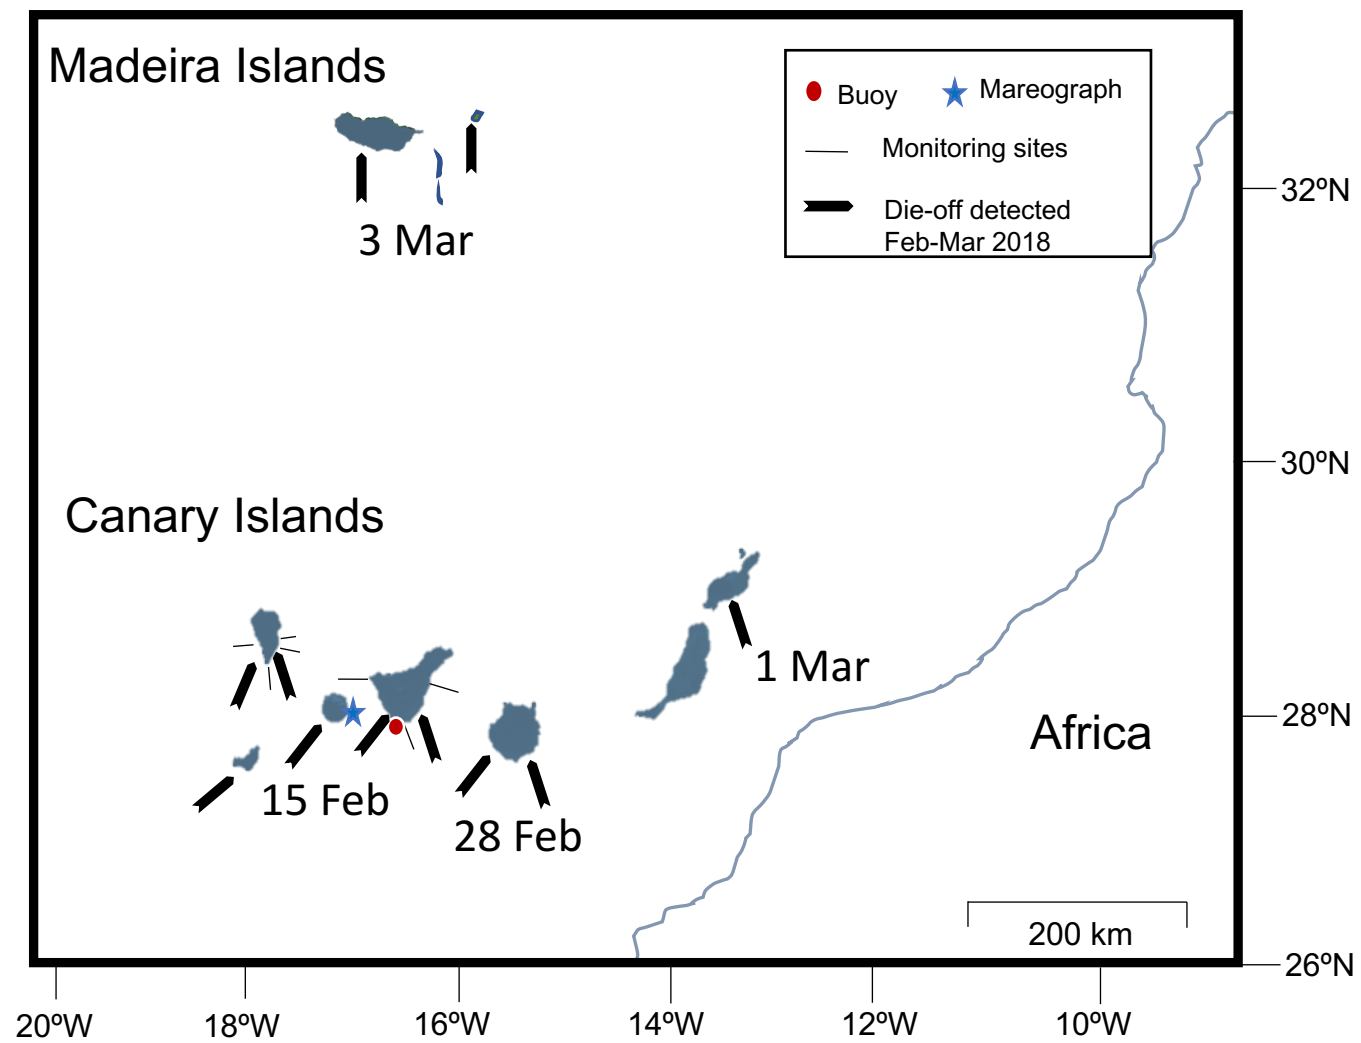 Madeira Islands
Buoy
Mareograph
Monitoring sites
Die-off detected
Feb-Mar 2018
32ºN
3 Mar
30ºN
Canary Islands
1 Mar
28ºN
Africa
15 Feb
28 Feb
200 km
26ºN
20ºW
18ºW
16ºW
14ºW
12ºW
10ºW